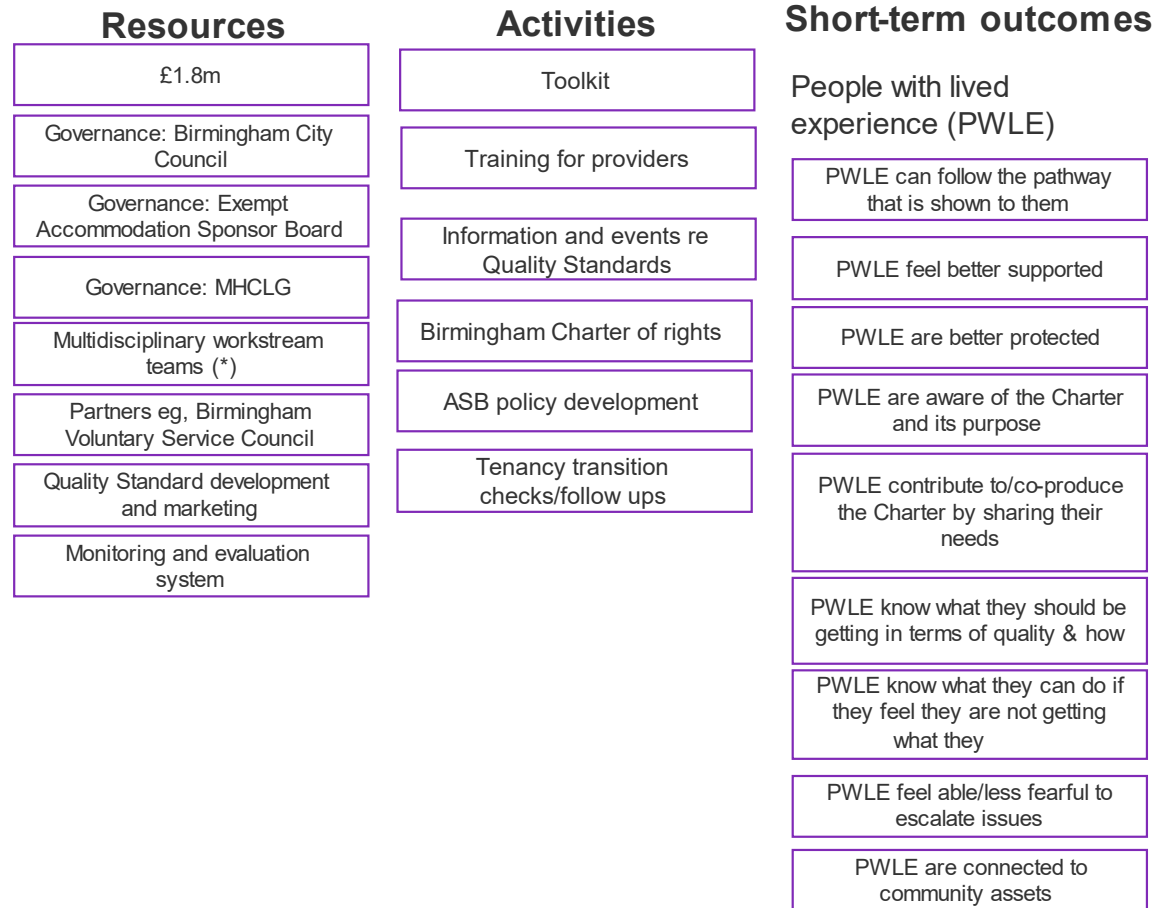 Resources
£1.8m
Governance: Birmingham City
Council
Governance: Exempt
Accommodation Sponsor Board
Governance: MHCLG
Multidisciplinary workstream
teams (*)
Partners eg, Birmingham
Voluntary Service Council
Quality Standard development
and marketing
Monitoring and evaluation
system
Activities
Toolkit
Training for providers
Information and events re
Quality Standards
Birmingham Charter of rights
ASB policy development
Tenancy transition
checks/follow ups
Short-term outcomes
People with lived
experience (PWLE)
PWLE can follow the pathway
that is shown to them
PWLE feel better supported
PWLE are better protected
PWLE are aware of the Charter
and its purpose
PWLE contribute to/co-produce
the Charter by sharing their
needs
PWLE know what they should be
getting in terms of quality & how
PWLE know what they can do if
they feel they are not getting
what they
PWLE feel able/less fearful to
escalate issues
PWLE are connected to
community assets